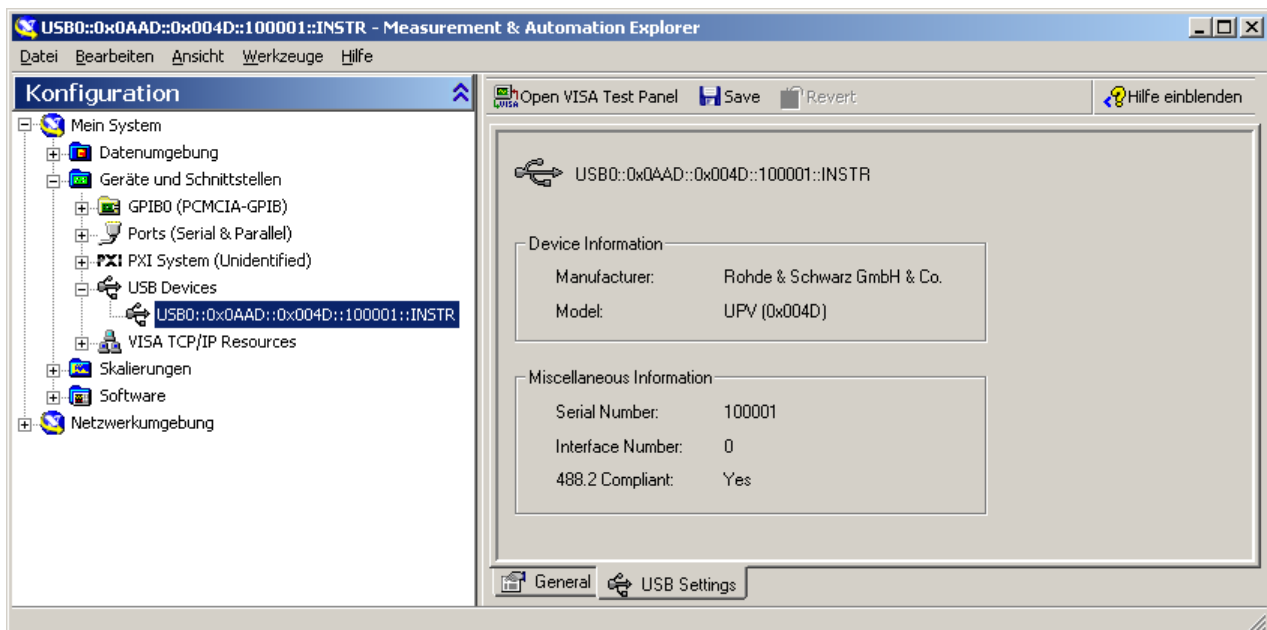 USB0::0x0AAD::0x004D::100001::INSTR - Measurement & Automation Explorer
Datei Bearbeiten Ansicht Werkzeuge Hilfe
Konfiguration
Mein System
Datenumgebung
Geräte und Schnittstellen
GPIB0 (PCMCIA-GPIB)
Ports (Serial & Parallel)
PXI PXI System (Unidentified)
USB Devices
USB0::0x0AAD::0x004D::100001::INSTR
VISA TCP/IP Resources
Skalierungen
Software
Netzwerkumgebung
VISA Open VISA Test Panel Save Revert Hilfe einblenden
USB0::0x0AAD::0x004D::100001::INSTR
Device Information
Manufacturer: Rohde & Schwarz GmbH & Co.
Model: UPV (0x004D)
Miscellaneous Information
Serial Number: 100001
Interface Number: 0
488.2 Compliant: Yes
General USB Settings